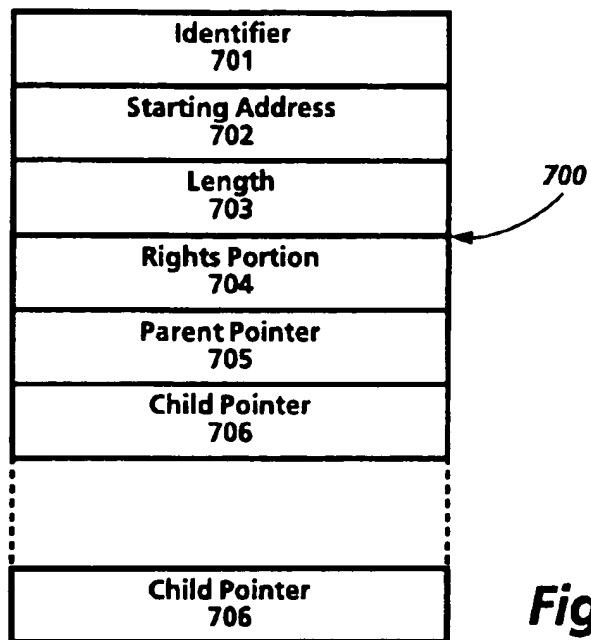 Identifier
701
Starting Address
702
Length
703
700
Rights Portion
704
Parent Pointer
705
Child Pointer
706
Child Pointer
706
Fig